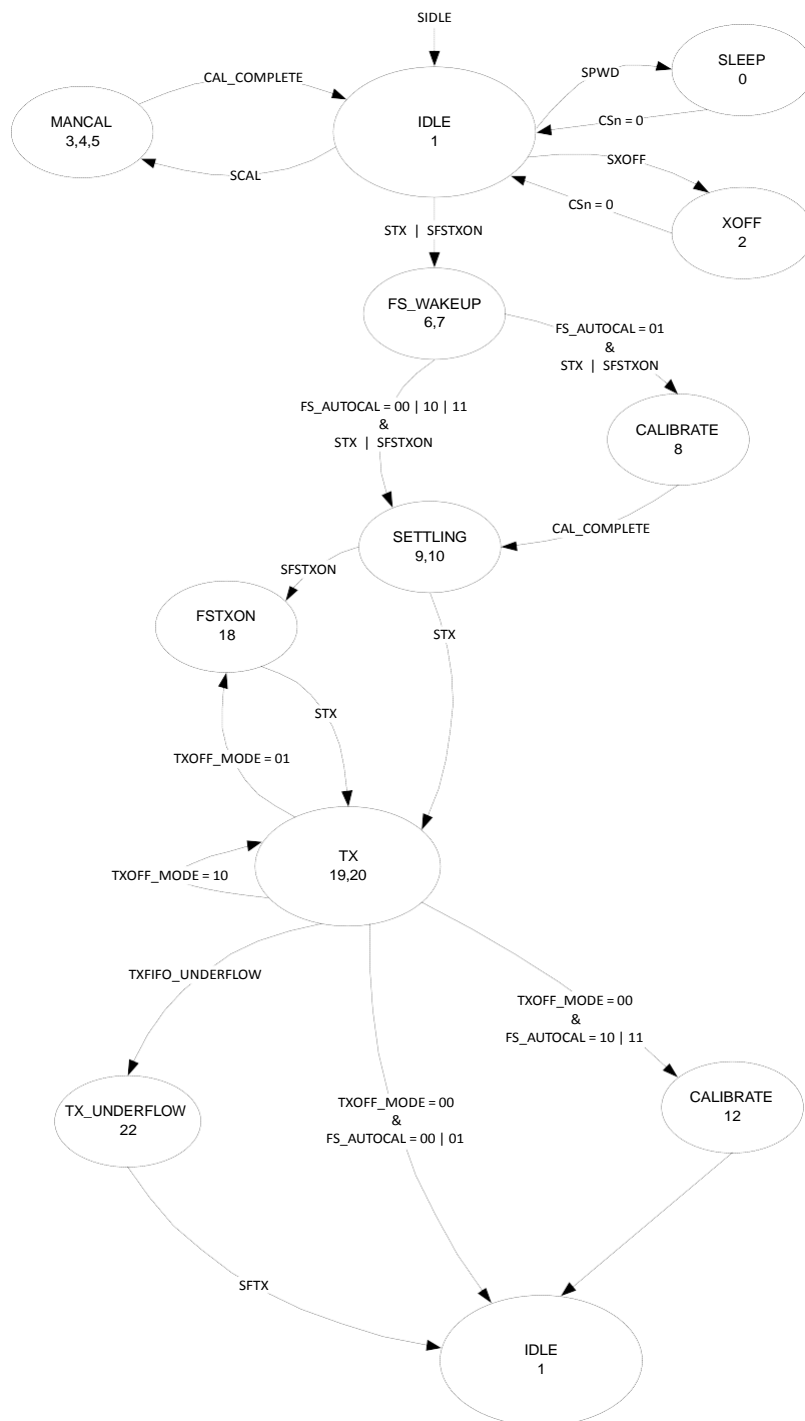 SIDLE
SLEEP
0
SPWD
CAL_COMPLETE
MANCAL
3,4,5
IDLE
1
CSn = 0
SCAL
SXOFF
CSn = 0
XOFF
2
STX | SFSTXON
FS_WAKEUP
6,7
FS_AUTOCAL = 01
&
STX | SFSTXON
FS_AUTOCAL = 00 | 10 | 11
&
STX | SFSTXON
CALIBRATE
8
CAL_COMPLETE
SETTLING
9,10
SFSTXON
FSTXON
18
STX
STX
TXOFF_MODE = 01
TX
19,20
TXOFF_MODE = 10
TXFIFO_UNDERFLOW
TXOFF_MODE = 00
&
FS_AUTOCAL = 10 | 11
TX_UNDERFLOW
22
TXOFF_MODE = 00
&
FS_AUTOCAL = 00 | 01
CALIBRATE
12
SFTX
IDLE
1